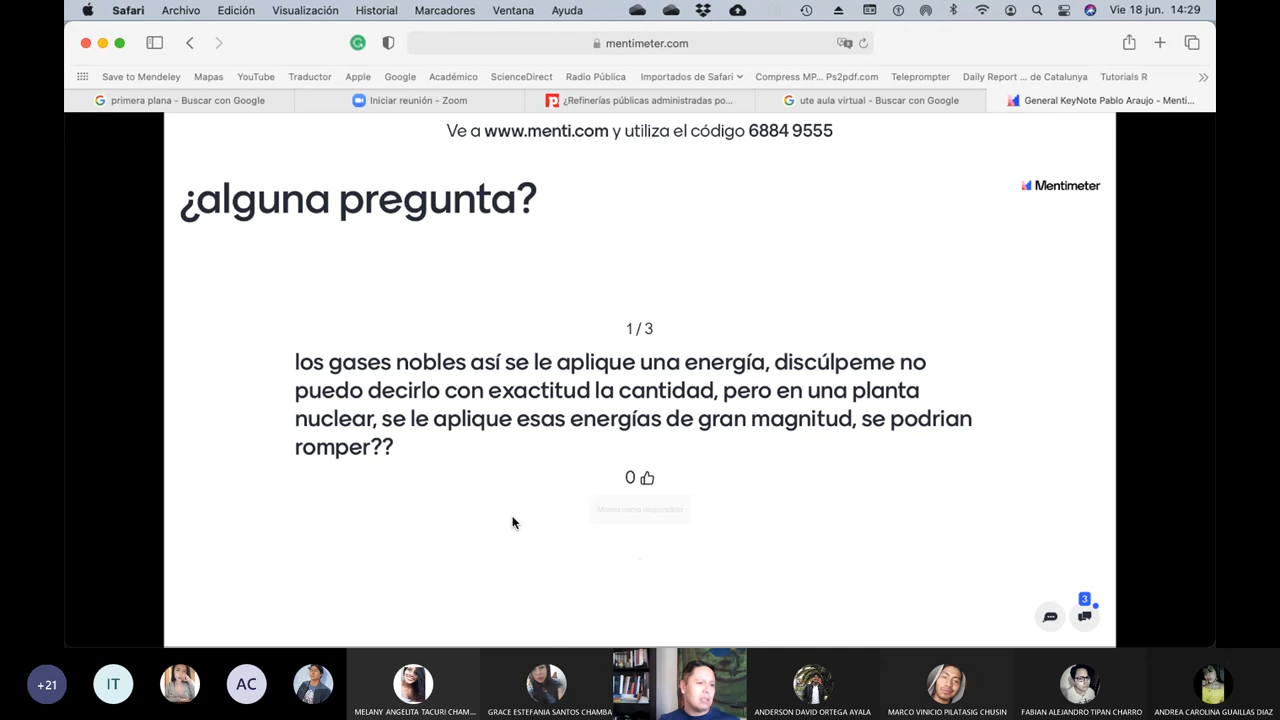 Safari Archivo Edición Visualización Historial Marcadores Ventana Ayuda Vie 18 jun. 14:29
mentimeter.com
Save to Mendeley Mapas YouTube Traductor Apple Google Académico ScienceDirect Radio Pública Importados de Safari Compress MP... Ps2pdf.com Teleprompter Daily Report ... de Catalunya Tutorials R
primera plana - Buscar con Google Iniciar reunión - Zoom ¿Refinerías públicas administradas po... ute aula virtual - Buscar con Google General KeyNote Pablo Araujo - Menti...
Ve a www.menti.com y utiliza el código 6884 9555
¿alguna pregunta?
Mentimeter
1 / 3
los gases nobles así se le aplique una energía, discúlpeme no
puedo decirlo con exactitud la cantidad, pero en una planta
nuclear, se le aplique esas energías de gran magnitud, se podrian
romper??
0
3
+21 IT AC
MELANY ANGELITA TACURI CHAM... GRACE ESTEFANIA SANTOS CHAMBA ANDERSON DAVID ORTEGA AYALA MARCO VINICIO PILATASIG CHUSIN FABIAN ALEJANDRO TIPAN CHARRO ANDREA CAROLINA GUAILLAS DIAZ